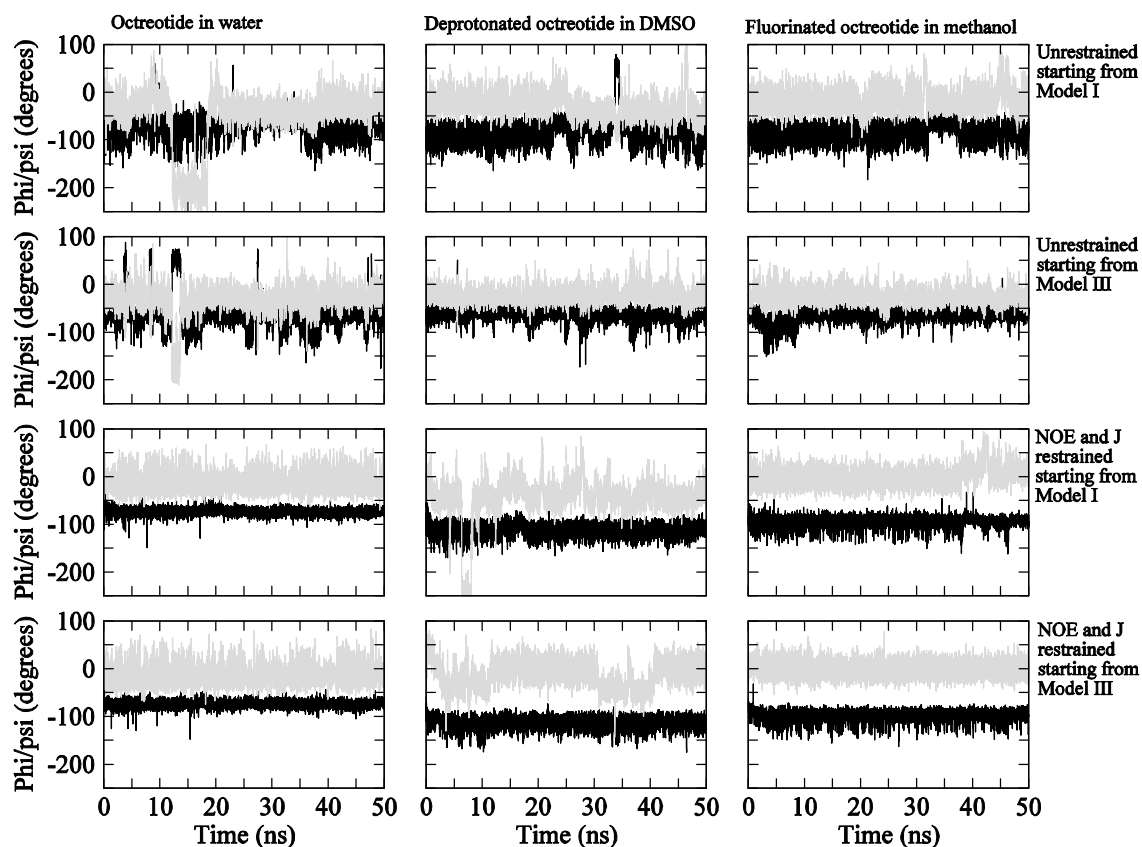 Octreotide in water
Deprotonated octreotide in DMSO
Fluorinated octreotide in methanol
Phi/psi (degrees)
100
0
-100
-200
Unrestrained
starting from
Model I
Phi/psi (degrees)
100
0
-100
-200
Unrestrained
starting from
Model III
Phi/psi (degrees)
100
0
-100
-200
NOE and J
restrained
starting from
Model I
Phi/psi (degrees)
100
0
-100
-200
NOE and J
restrained
starting from
Model III
0 10 20 30 40 50
0 10 20 30 40 50
0 10 20 30 40 50
Time (ns)
Time (ns)
Time (ns)